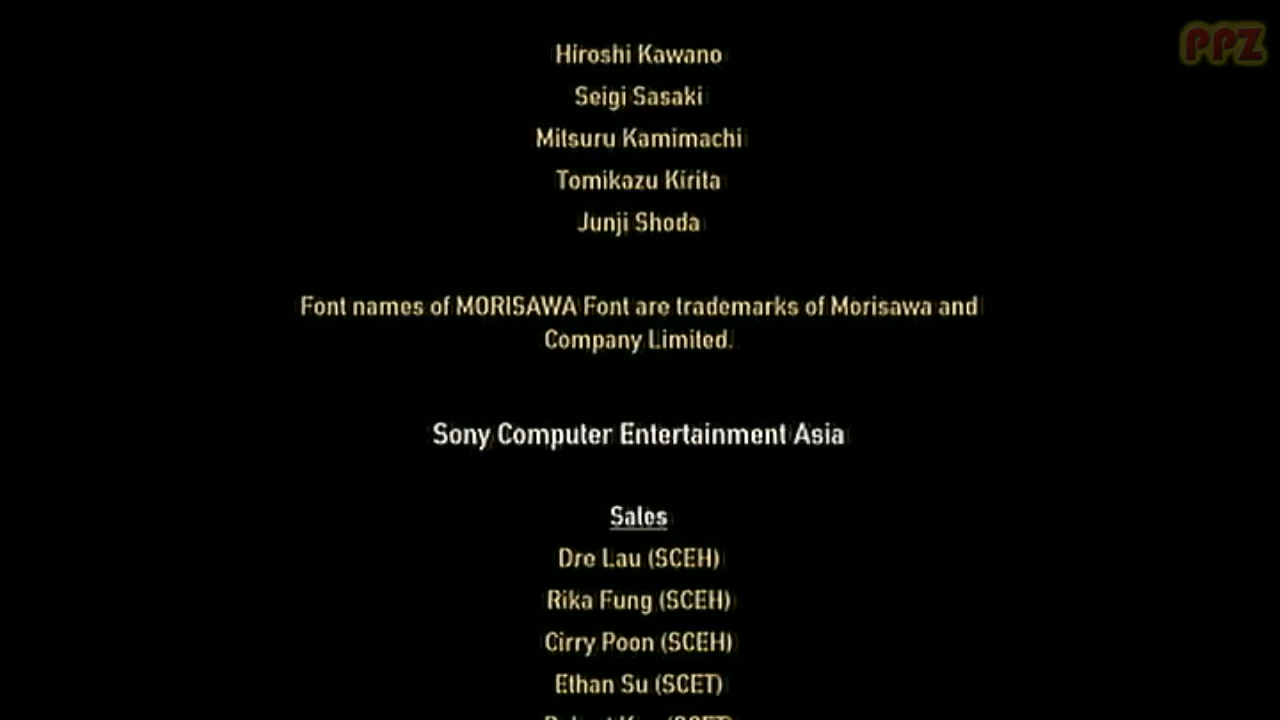 PPZ
Hiroshi Kawano
Seigi Sasaki
Mitsuru Kamimachi
Tomikazu Kirita
Junji Shoda
Font names of MORISAWA Font are trademarks of Morisawa and
Company Limited.
Sony Computer Entertainment Asia
Sales
Dre Lau (SCEH)
Rika Fung (SCEH)
Cirry Poon (SCEH)
Ethan Su (SCET)